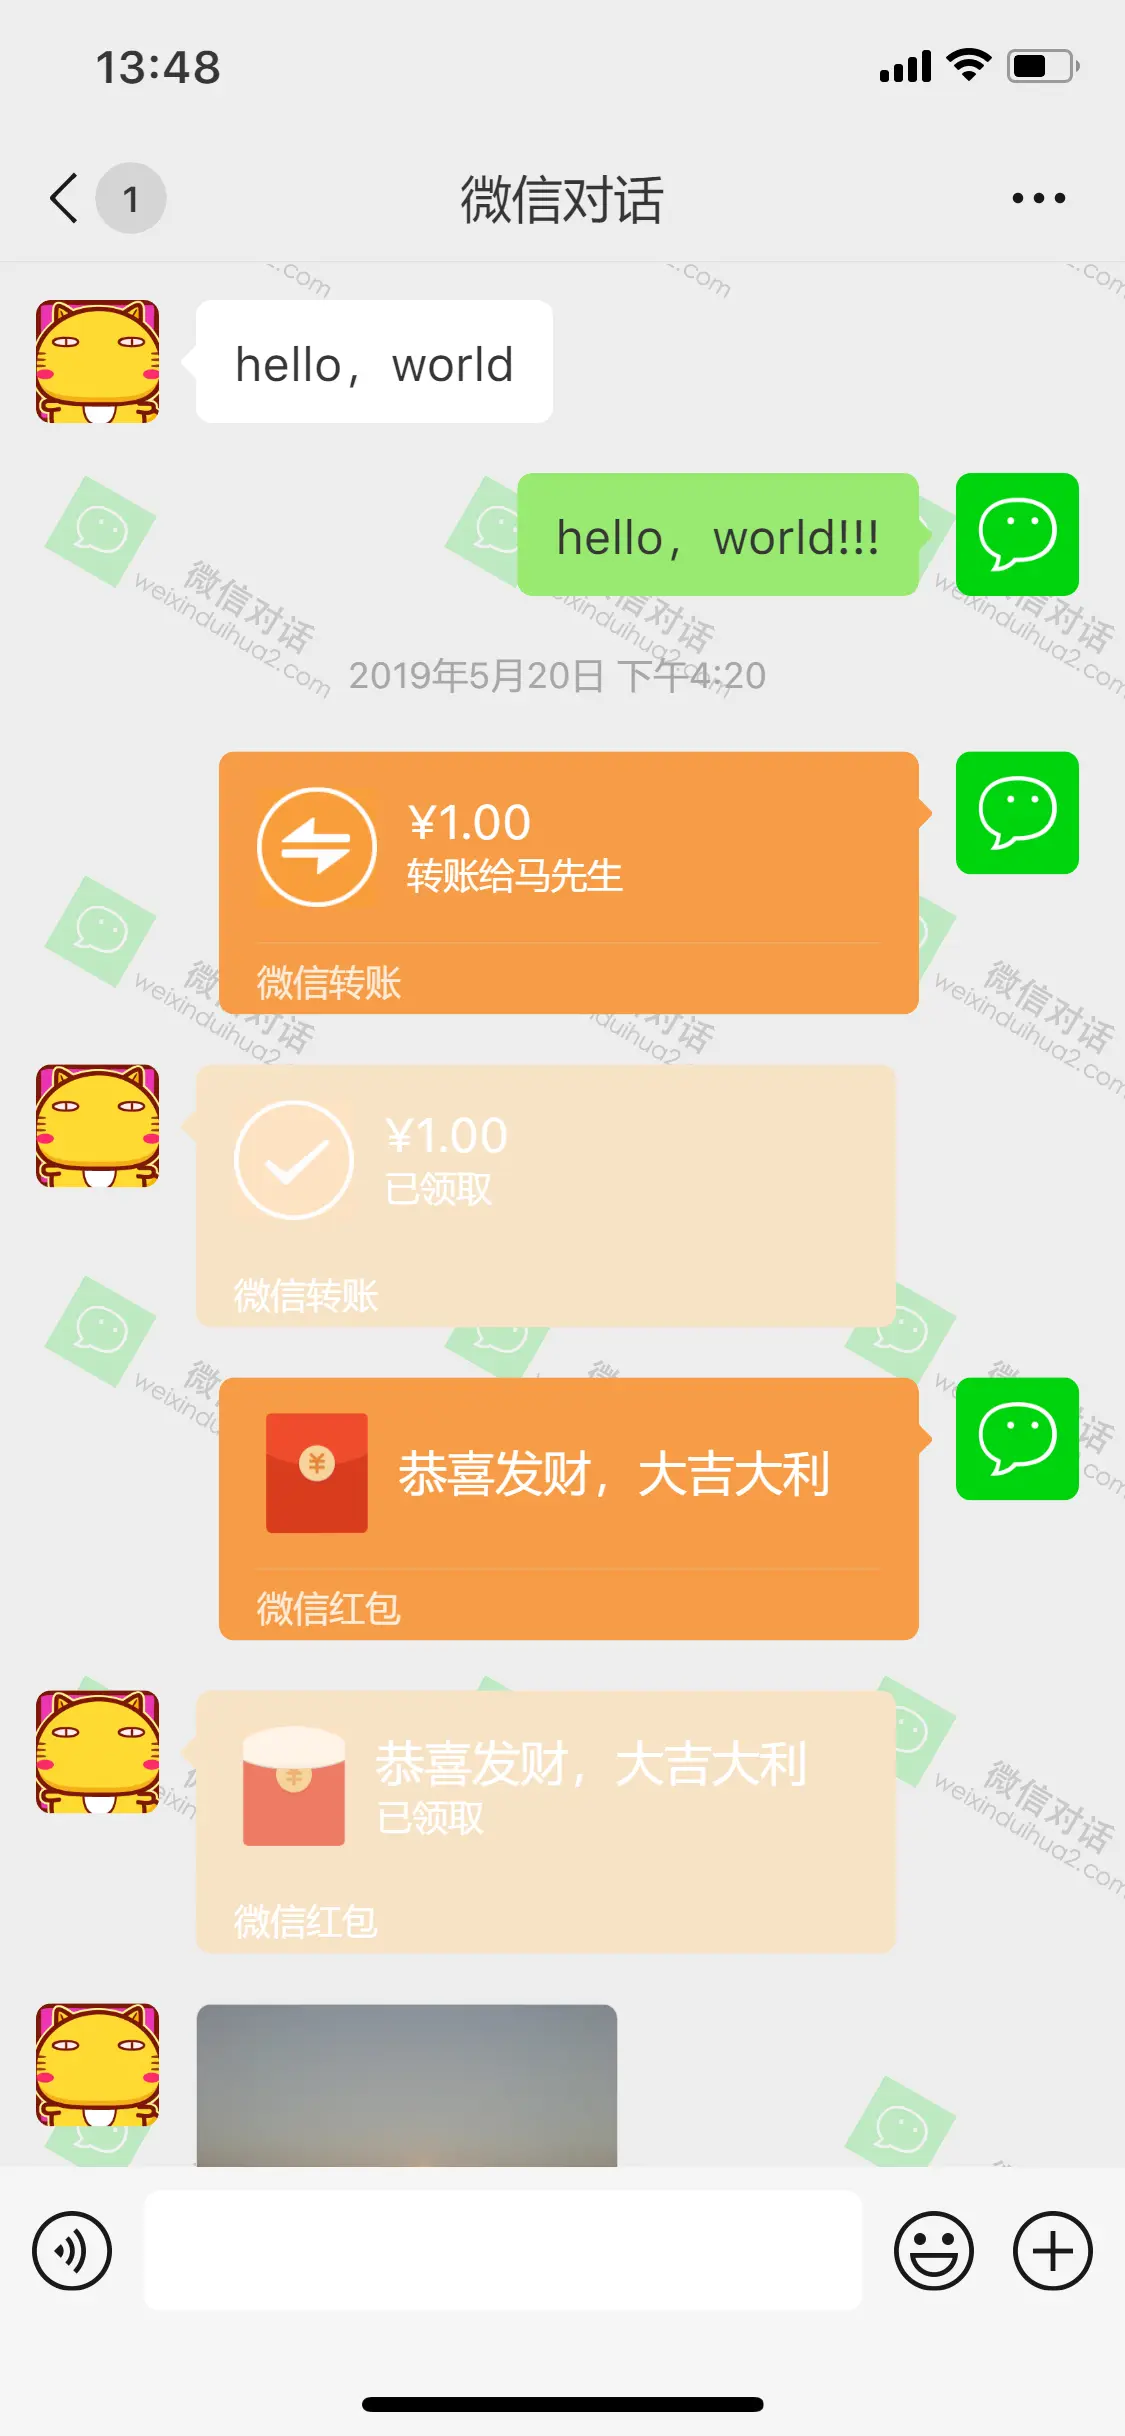 13:48
1
微信对话
hello，world
hello，world!!!
2019年5月20日 下午4:20
¥1.00
转账给马先生
微信转账
¥1.00
已领取
微信转账
恭喜发财，大吉大利
微信红包
恭喜发财，大吉大利
已领取
微信红包
微信对话
weixinduihua2.com